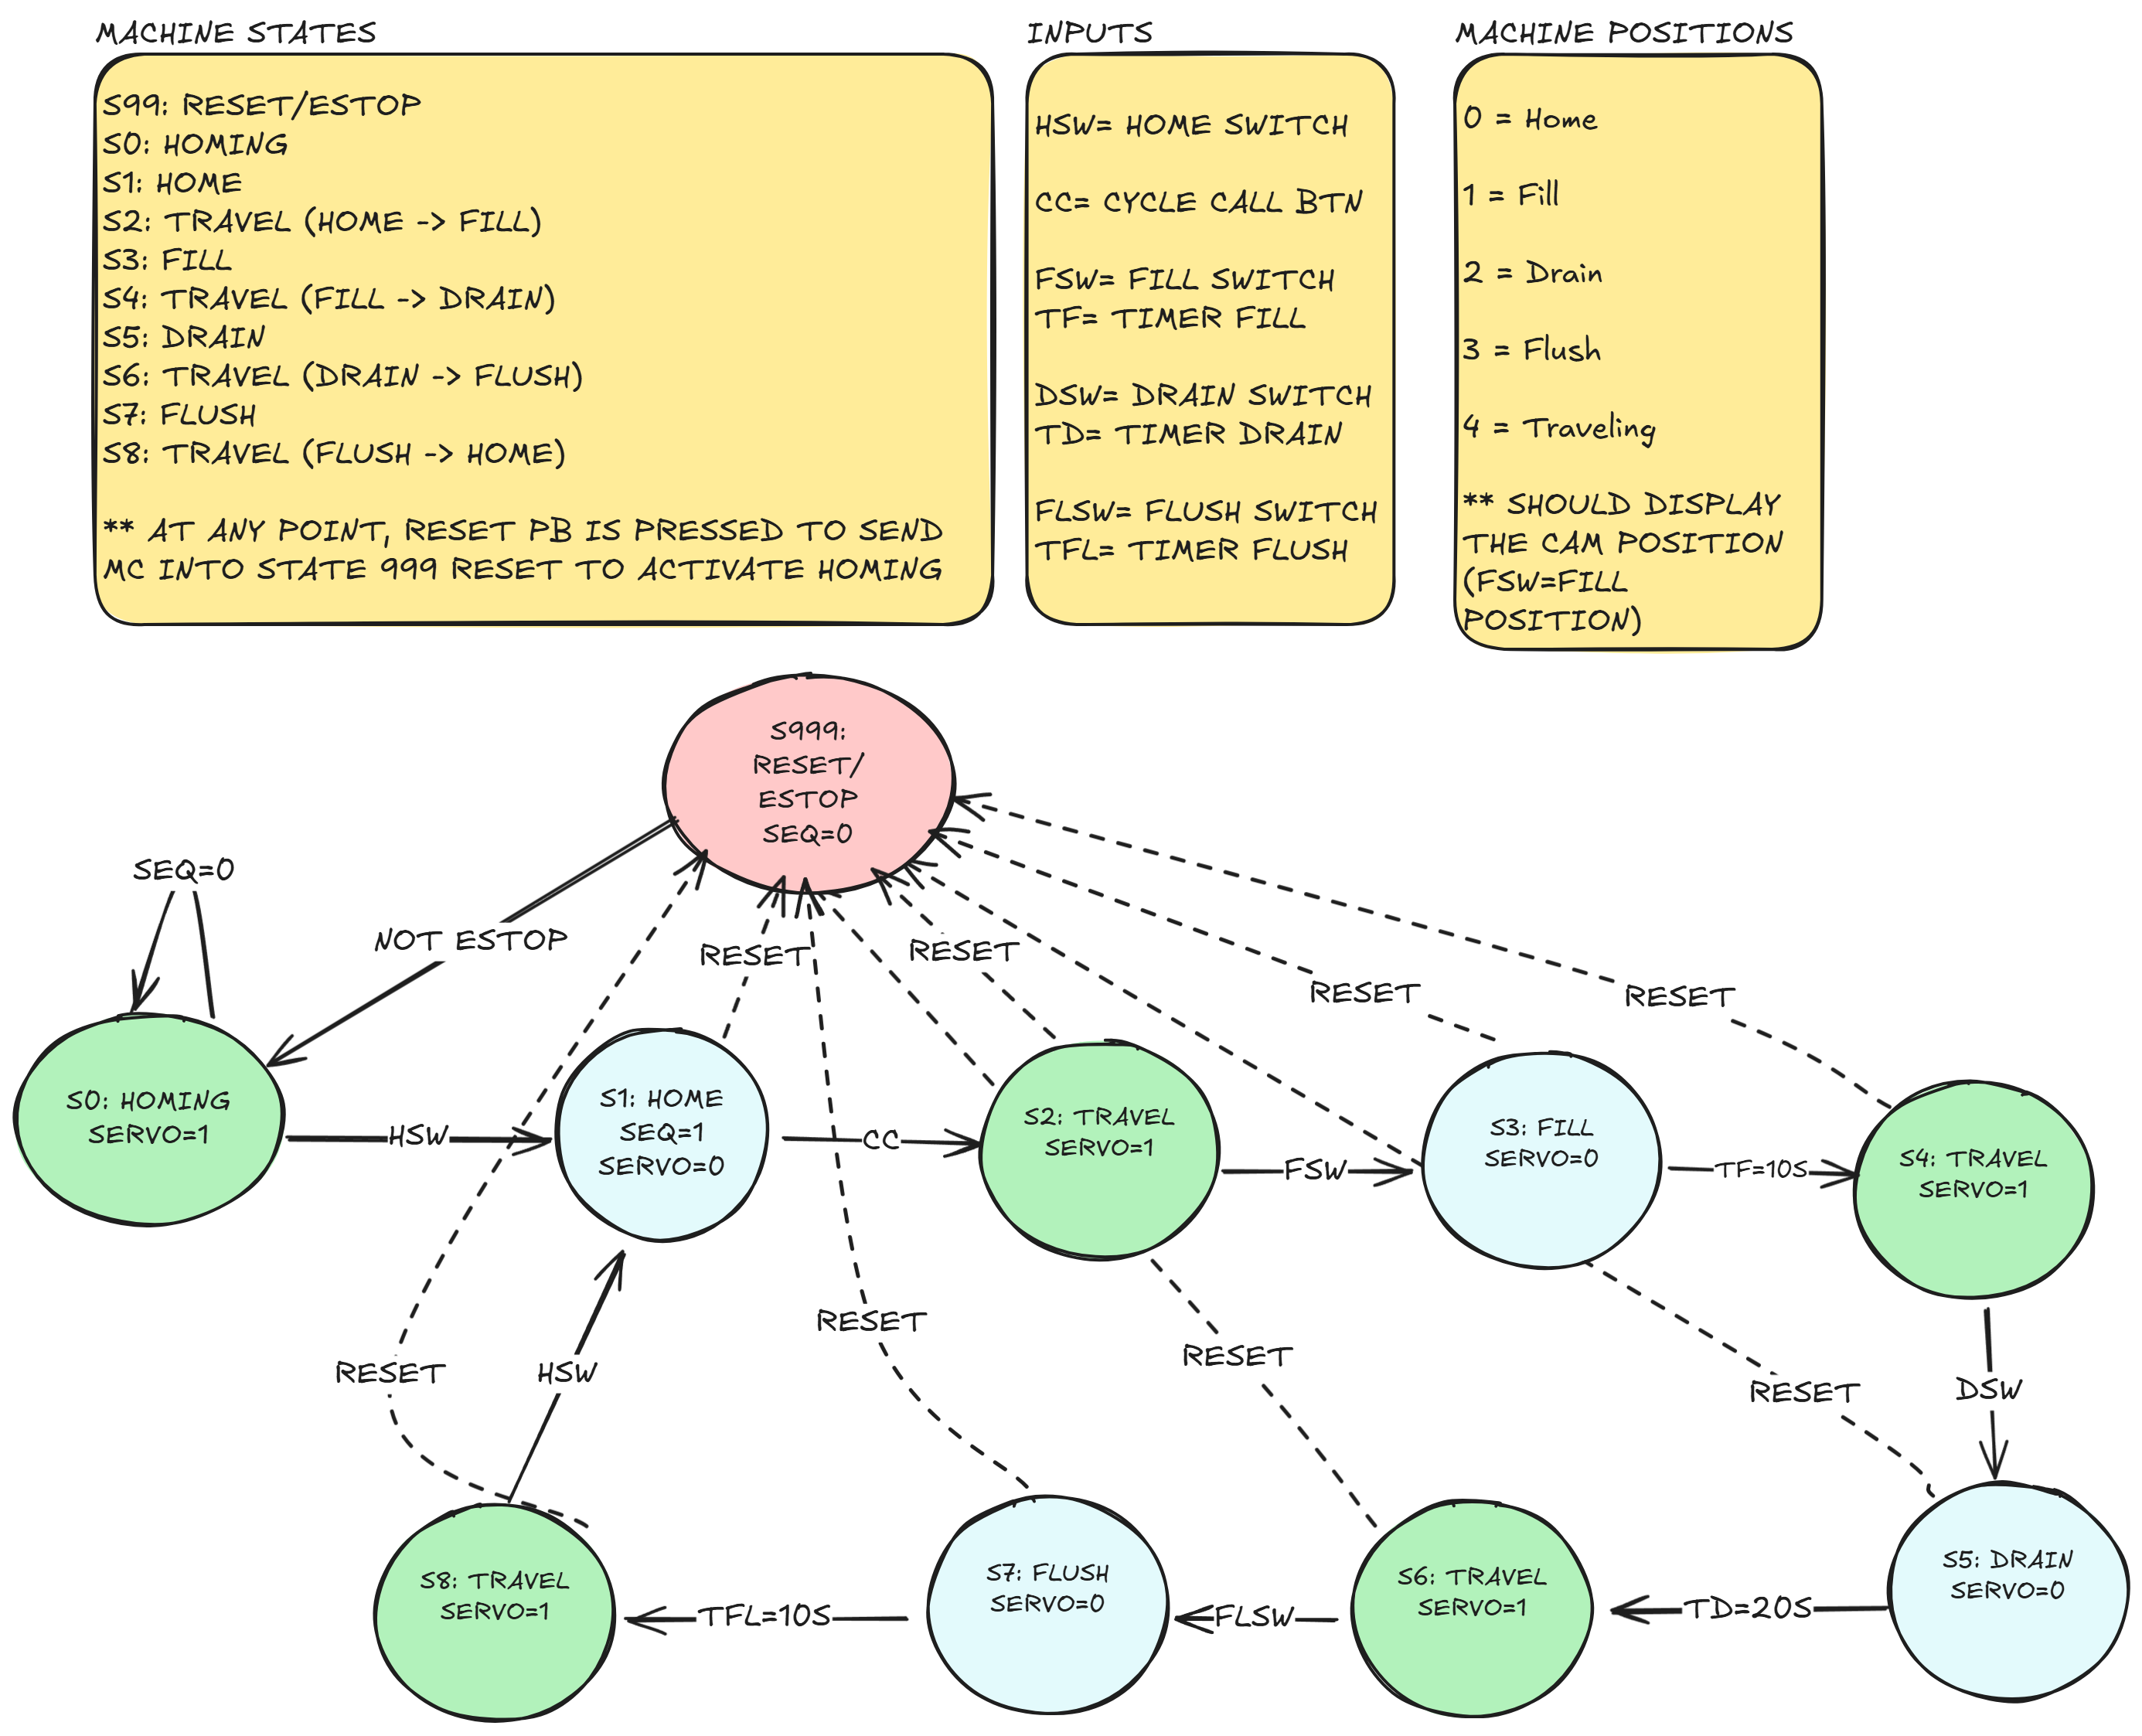 MACHINE STATES
S99: RESET/ESTOP
S0: HOMING
S1: HOME
S2: TRAVEL (HOME -> FILL)
S3: FILL
S4: TRAVEL (FILL -> DRAIN)
S5: DRAIN
S6: TRAVEL (DRAIN -> FLUSH)
S7: FLUSH
S8: TRAVEL (FLUSH -> HOME)
** AT ANY POINT, RESET PB IS PRESSED TO SEND
MC INTO STATE 999 RESET TO ACTIVATE HOMING
INPUTS
HSW= HOME SWITCH
CC= CYCLE CALL BTN
FSW= FILL SWITCH
TF= TIMER FILL
DSW= DRAIN SWITCH
TD= TIMER DRAIN
FLSW= FLUSH SWITCH
TFL= TIMER FLUSH
MACHINE POSITIONS
0 = Home
1 = Fill
2 = Drain
3 = Flush
4 = Traveling
** SHOULD DISPLAY
THE CAM POSITION
(FSW=FILL
POSITION)
S999:
RESET/
ESTOP
SEQ=0
SEQ=0
NOT ESTOP
RESET
RESET
RESET
RESET
S0: HOMING
SERVO=1
HSW
S1: HOME
SEQ=1
SERVO=0
CC
S2: TRAVEL
SERVO=1
FSW
S3: FILL
SERVO=0
TF=10S
S4: TRAVEL
SERVO=1
RESET
HSW
RESET
RESET
RESET
DSW
S8: TRAVEL
SERVO=1
TFL=10S
S7: FLUSH
SERVO=0
FLSW
S6: TRAVEL
SERVO=1
TD=20S
S5: DRAIN
SERVO=0